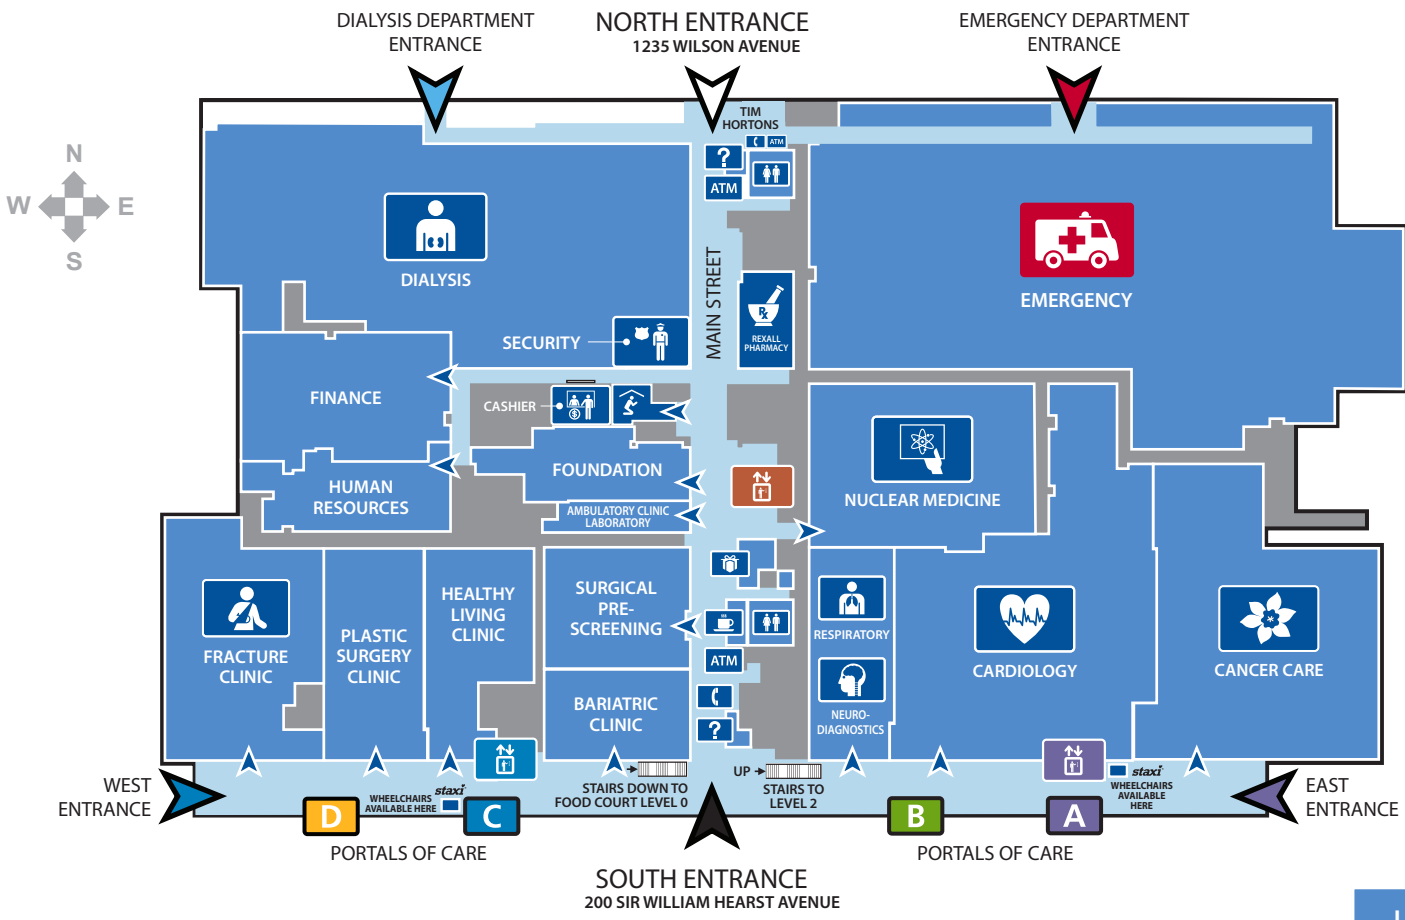 DIALYSIS DEPARTMENT
ENTRANCE
NORTH ENTRANCE
1235 WILSON AVENUE
EMERGENCY DEPARTMENT
ENTRANCE
N
W E
S
TIM
HORTONS
?
ATM
ATM
DIALYSIS
EMERGENCY
MAIN STREET
SECURITY
Rx
REXALL
PHARMACY
FINANCE
CASHIER
$
FOUNDATION
HUMAN
RESOURCES
AMBULATORY CLINIC
LABORATORY
NUCLEAR MEDICINE
FRACTURE
CLINIC
PLASTIC
SURGERY
CLINIC
HEALTHY
LIVING
CLINIC
SURGICAL
PRE-
SCREENING
BARIATRIC
CLINIC
ATM
?
RESPIRATORY
NEURO-
DIAGNOSTICS
CARDIOLOGY
CANCER CARE
WEST
ENTRANCE
staxi
WHEELCHAIRS
AVAILABLE HERE
STAIRS DOWN TO
FOOD COURT LEVEL 0
UP
STAIRS TO
LEVEL 2
staxi
WHEELCHAIRS
AVAILABLE
HERE
EAST
ENTRANCE
D
C
B
A
PORTALS OF CARE
PORTALS OF CARE
SOUTH ENTRANCE
200 SIR WILLIAM HEARST AVENUE